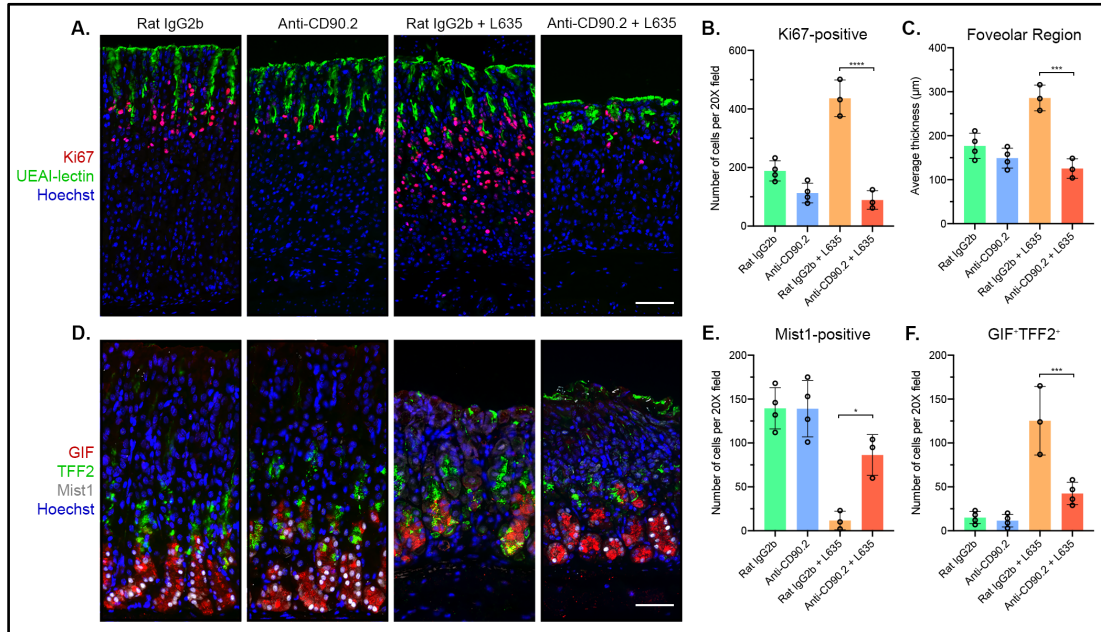 Rat IgG2b
Anti-CD90.2
Rat IgG2b + L635
Anti-CD90.2 + L635
A.
Ki67
UEAI-lectin
Hoechst
B.
Ki67-positive
Number of cells per 20X field
600
400
200
0
****
Rat IgG2b
Anti-CD90.2
Rat IgG2b + L635
Anti-CD90.2 + L635
C.
Foveolar Region
Average thickness (μm)
400
300
200
100
0
***
Rat IgG2b
Anti-CD90.2
Rat IgG2b + L635
Anti-CD90.2 + L635
D.
GIF
TFF2
Mist1
Hoechst
E.
Mist1-positive
Number of cells per 20X field
200
150
100
50
0
*
Rat IgG2b
Anti-CD90.2
Rat IgG2b + L635
Anti-CD90.2 + L635
F.
GIF⁺TFF2⁺
Number of cells per 20X field
200
150
100
50
0
***
Rat IgG2b
Anti-CD90.2
Rat IgG2b + L635
Anti-CD90.2 + L635